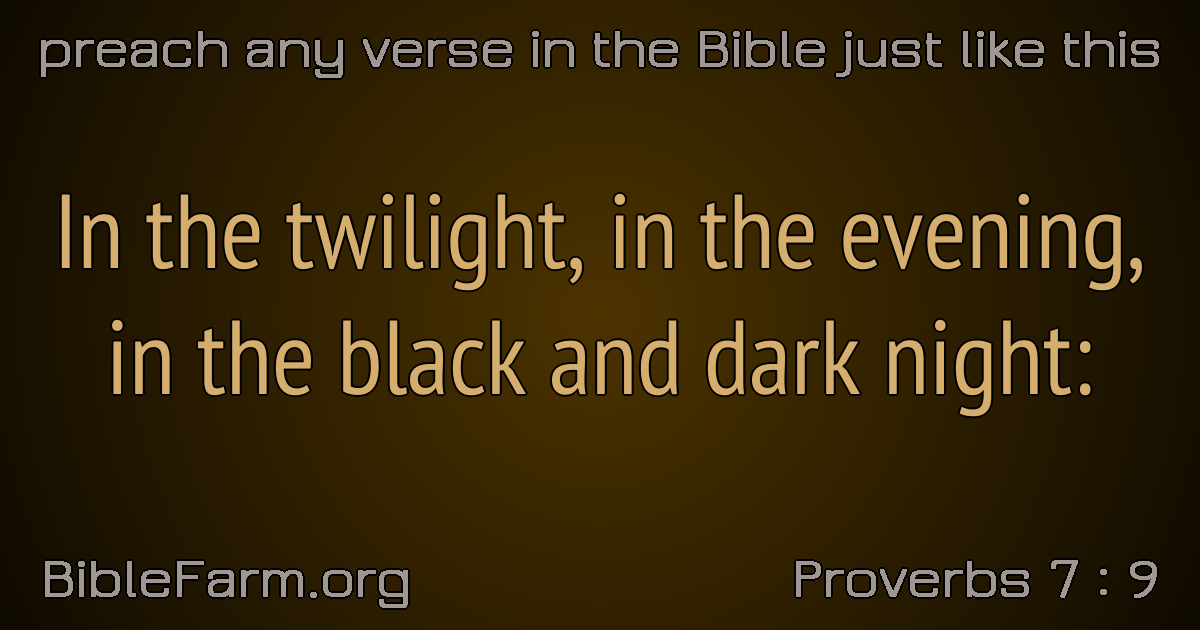 preach any verse in the Bible just like this
In the twilight, in the evening,
in the black and dark night:
BibleFarm.org
Proverbs 7 : 9